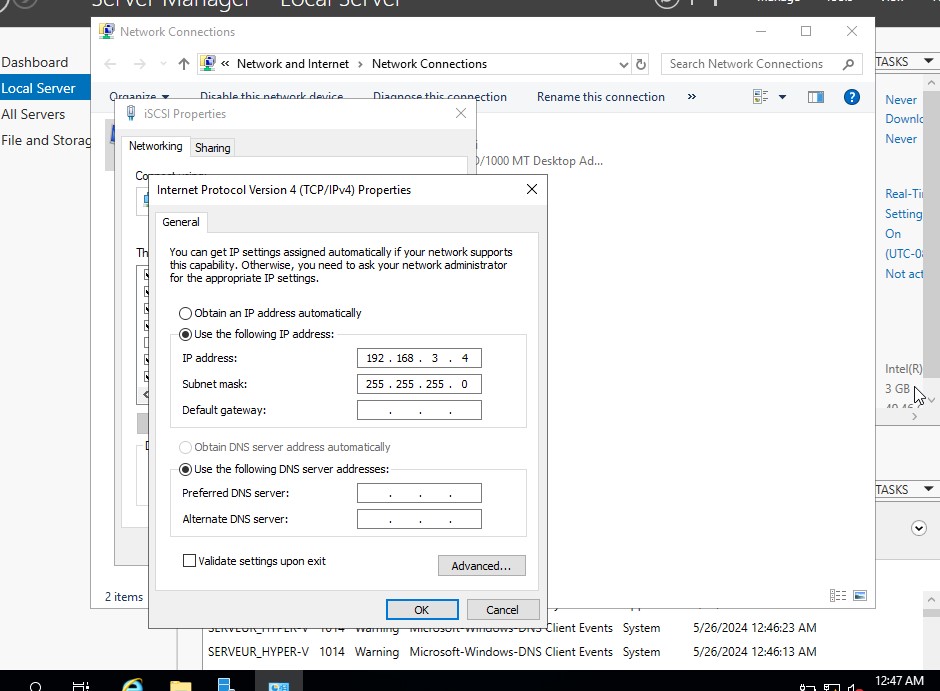 Server Manager Local Server
Manage Tools View
Network Connections
Network and Internet Network Connections
Search Network Connections
Dashboard
Local Server
All Servers
File and Storag
TASKS
Organize Disable this network device Diagnose this connection Rename this connection »
iSCSI Properties
Networking Sharing
/1000 MT Desktop Ad...
Never
Downlo
Never
Real-Ti
Setting
On
(UTC-08
Not act
Intel(R)
3 GB
Internet Protocol Version 4 (TCP/IPv4) Properties
General
You can get IP settings assigned automatically if your network supports
this capability. Otherwise, you need to ask your network administrator
for the appropriate IP settings.
Obtain an IP address automatically
Use the following IP address:
IP address: 192 . 168 . 3 . 4
Subnet mask: 255 . 255 . 255 . 0
Default gateway: . . .
Obtain DNS server address automatically
Use the following DNS server addresses:
Preferred DNS server: . . .
Alternate DNS server: . . .
Validate settings upon exit
Advanced...
OK Cancel
TASKS
2 items
SERVEUR_HYPER-V 1014 Warning Microsoft-Windows-DNS Client Events System 5/26/2024 12:46:23 AM
SERVEUR_HYPER-V 1014 Warning Microsoft-Windows-DNS Client Events System 5/26/2024 12:46:13 AM
12:47 AM